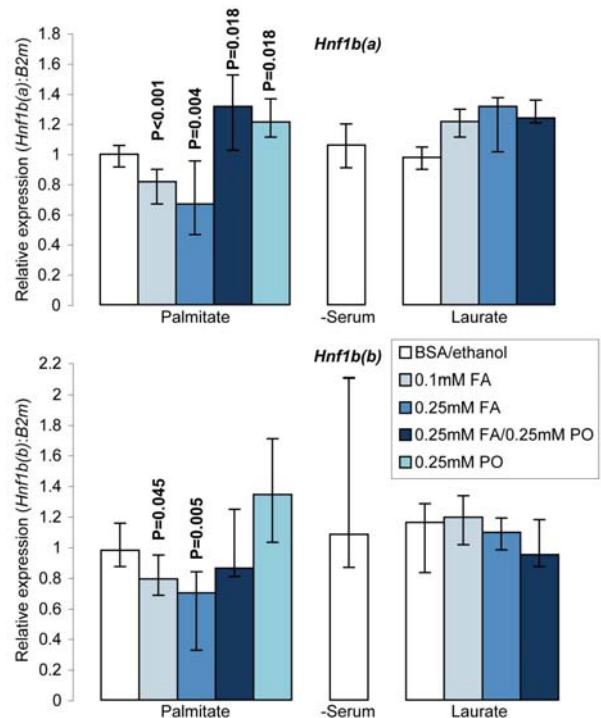 Hnf1b(a)
Relative expression (Hnf1b(a):B2m)
1.8
1.6
1.4
1.2
1
0.8
0.6
0.4
0.2
0
P<0.001
P=0.004
P=0.018
P=0.018
Palmitate
-Serum
Laurate
Hnf1b(b)
Relative expression (Hnf1b(b):B2m)
2.2
2
1.8
1.6
1.4
1.2
1
0.8
0.6
0.4
0.2
0
P=0.045
P=0.005
BSA/ethanol
0.1mM FA
0.25mM FA
0.25mM FA/0.25mM PO
0.25mM PO
Palmitate
-Serum
Laurate